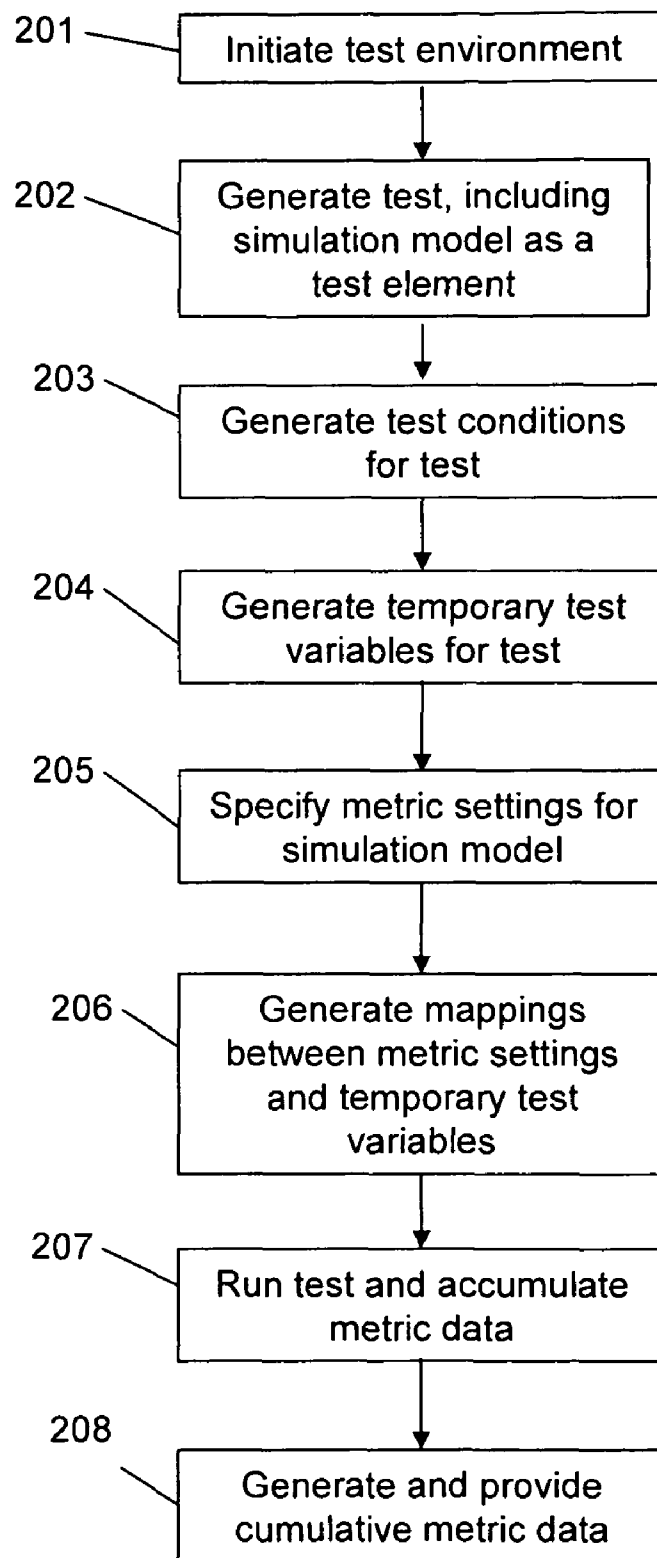 201
Initiate test environment
202
Generate test, including
simulation model as a
test element
203
Generate test conditions
for test
204
Generate temporary test
variables for test
205
Specify metric settings for
simulation model
206
Generate mappings
between metric settings
and temporary test
variables
207
Run test and accumulate
metric data
208
Generate and provide
cumulative metric data